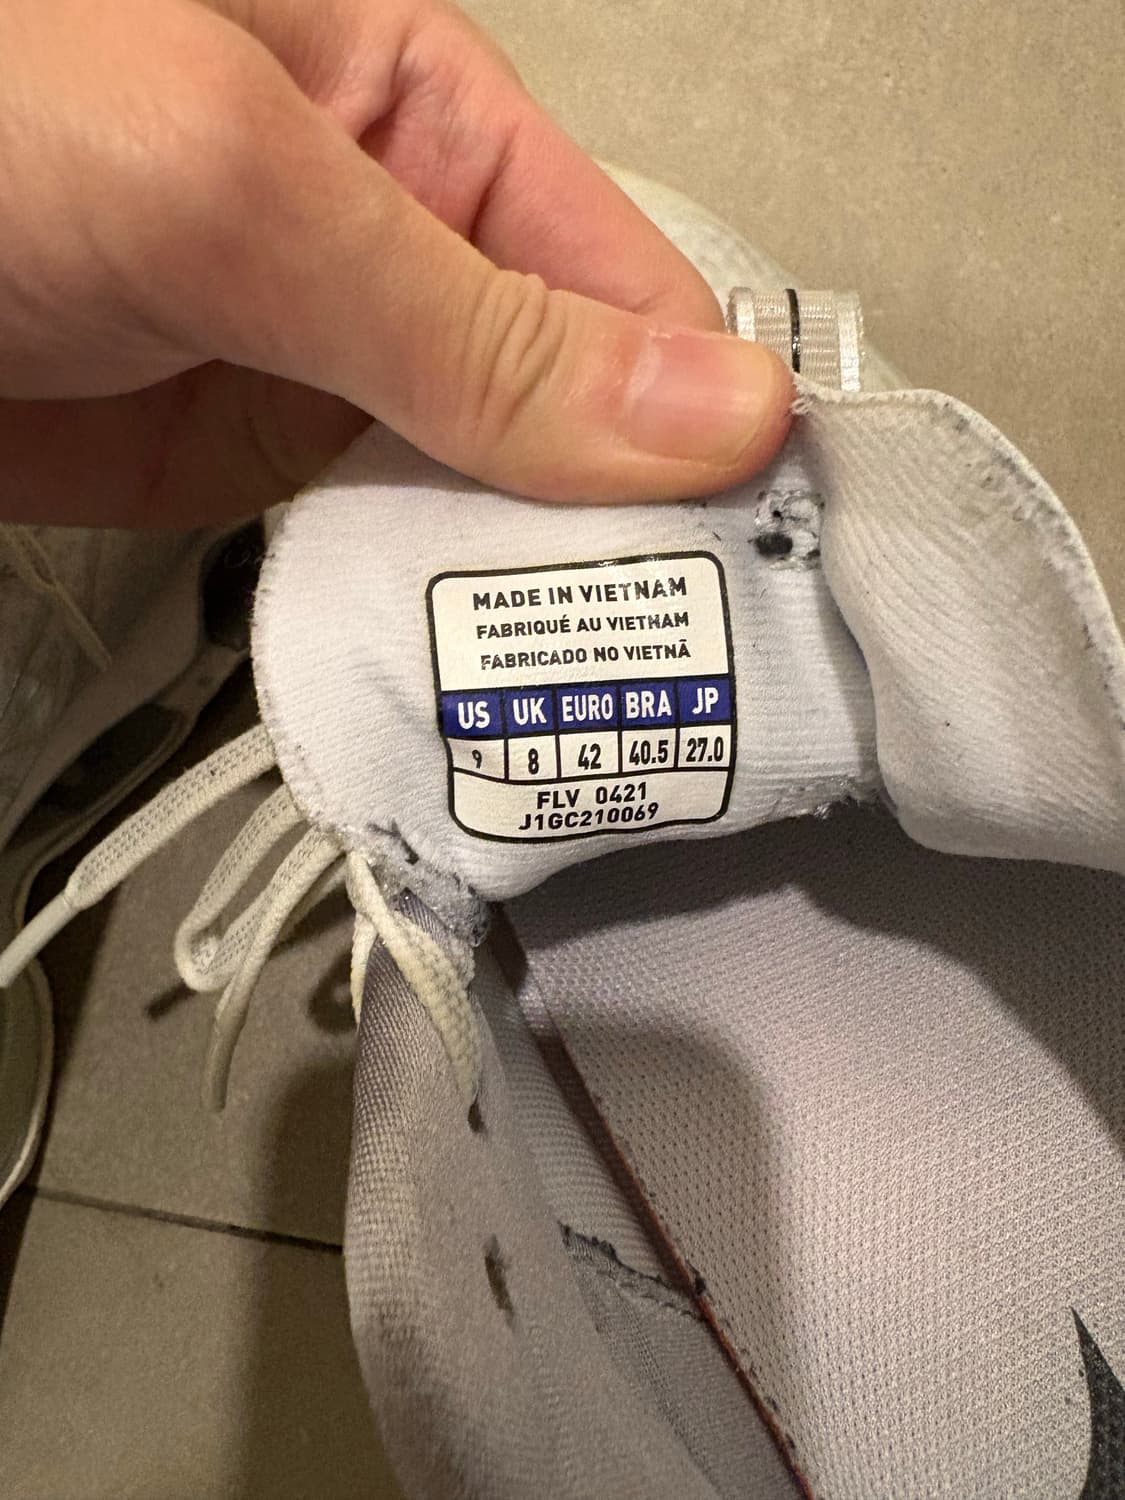 MADE IN VIETNAM
FABRIQUÉ AU VIETNAM
FABRICADO NO VIETNÃ
US UK EURO BRA JP
9 8 42 40.5 27.0
FLV 0421
J1GC210069